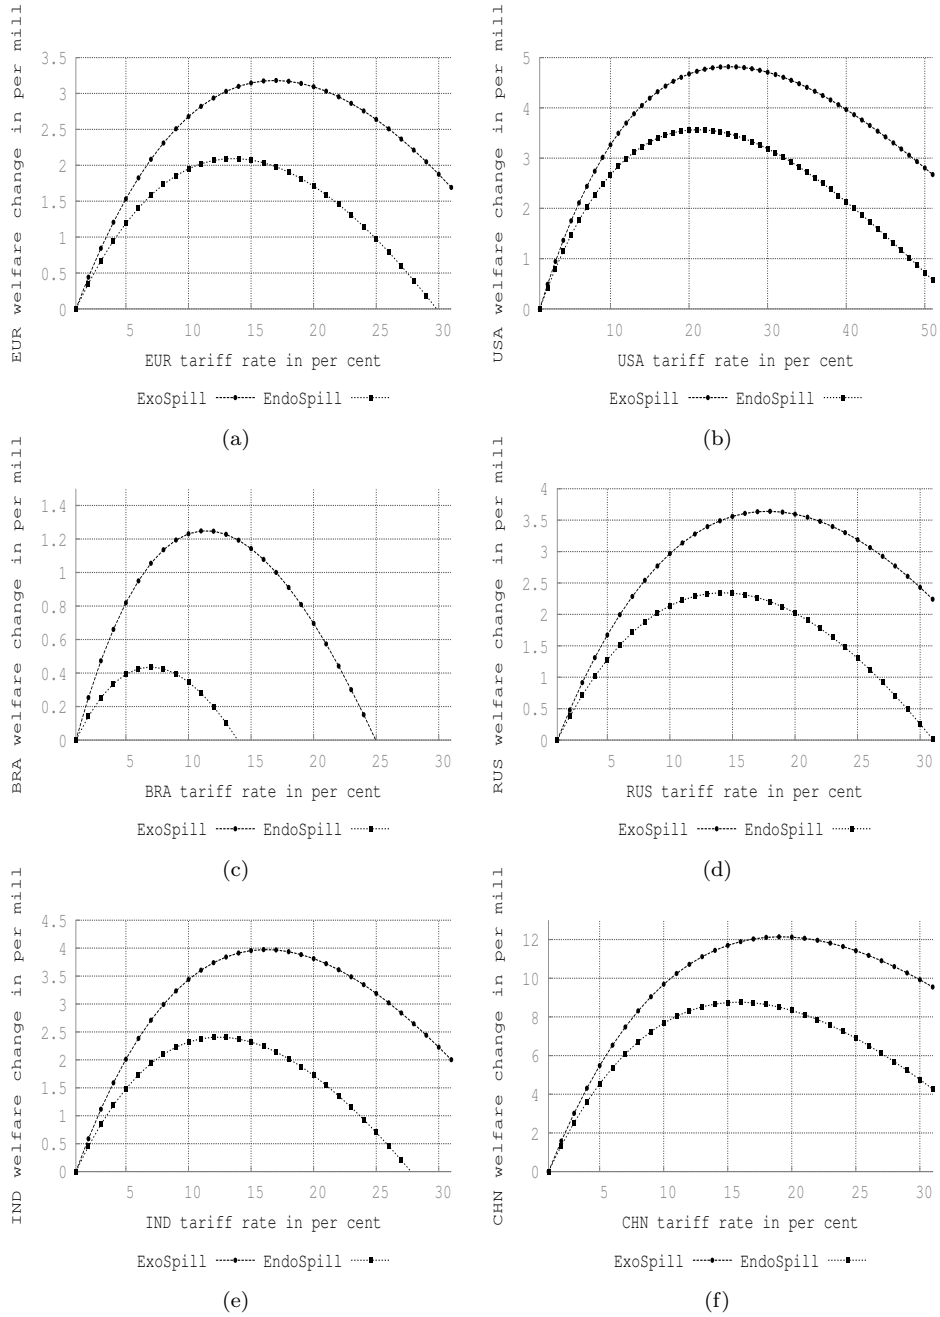 EUR welfare change in per mill
3.5
3
2.5
2
1.5
1
0.5
0
5 10 15 20 25 30
EUR tariff rate in per cent
ExoSpill EndoSpill
(a)
USA welfare change in per mill
5
4
3
2
1
0
10 20 30 40 50
USA tariff rate in per cent
ExoSpill EndoSpill
(b)
BRA welfare change in per mill
1.4
1.2
1
0.8
0.6
0.4
0.2
0
5 10 15 20 25 30
BRA tariff rate in per cent
ExoSpill EndoSpill
(c)
RUS welfare change in per mill
4
3.5
3
2.5
2
1.5
1
0.5
0
5 10 15 20 25 30
RUS tariff rate in per cent
ExoSpill EndoSpill
(d)
IND welfare change in per mill
4.5
4
3.5
3
2.5
2
1.5
1
0.5
0
5 10 15 20 25 30
IND tariff rate in per cent
ExoSpill EndoSpill
(e)
CHN welfare change in per mill
12
10
8
6
4
2
0
5 10 15 20 25 30
CHN tariff rate in per cent
ExoSpill EndoSpill
(f)